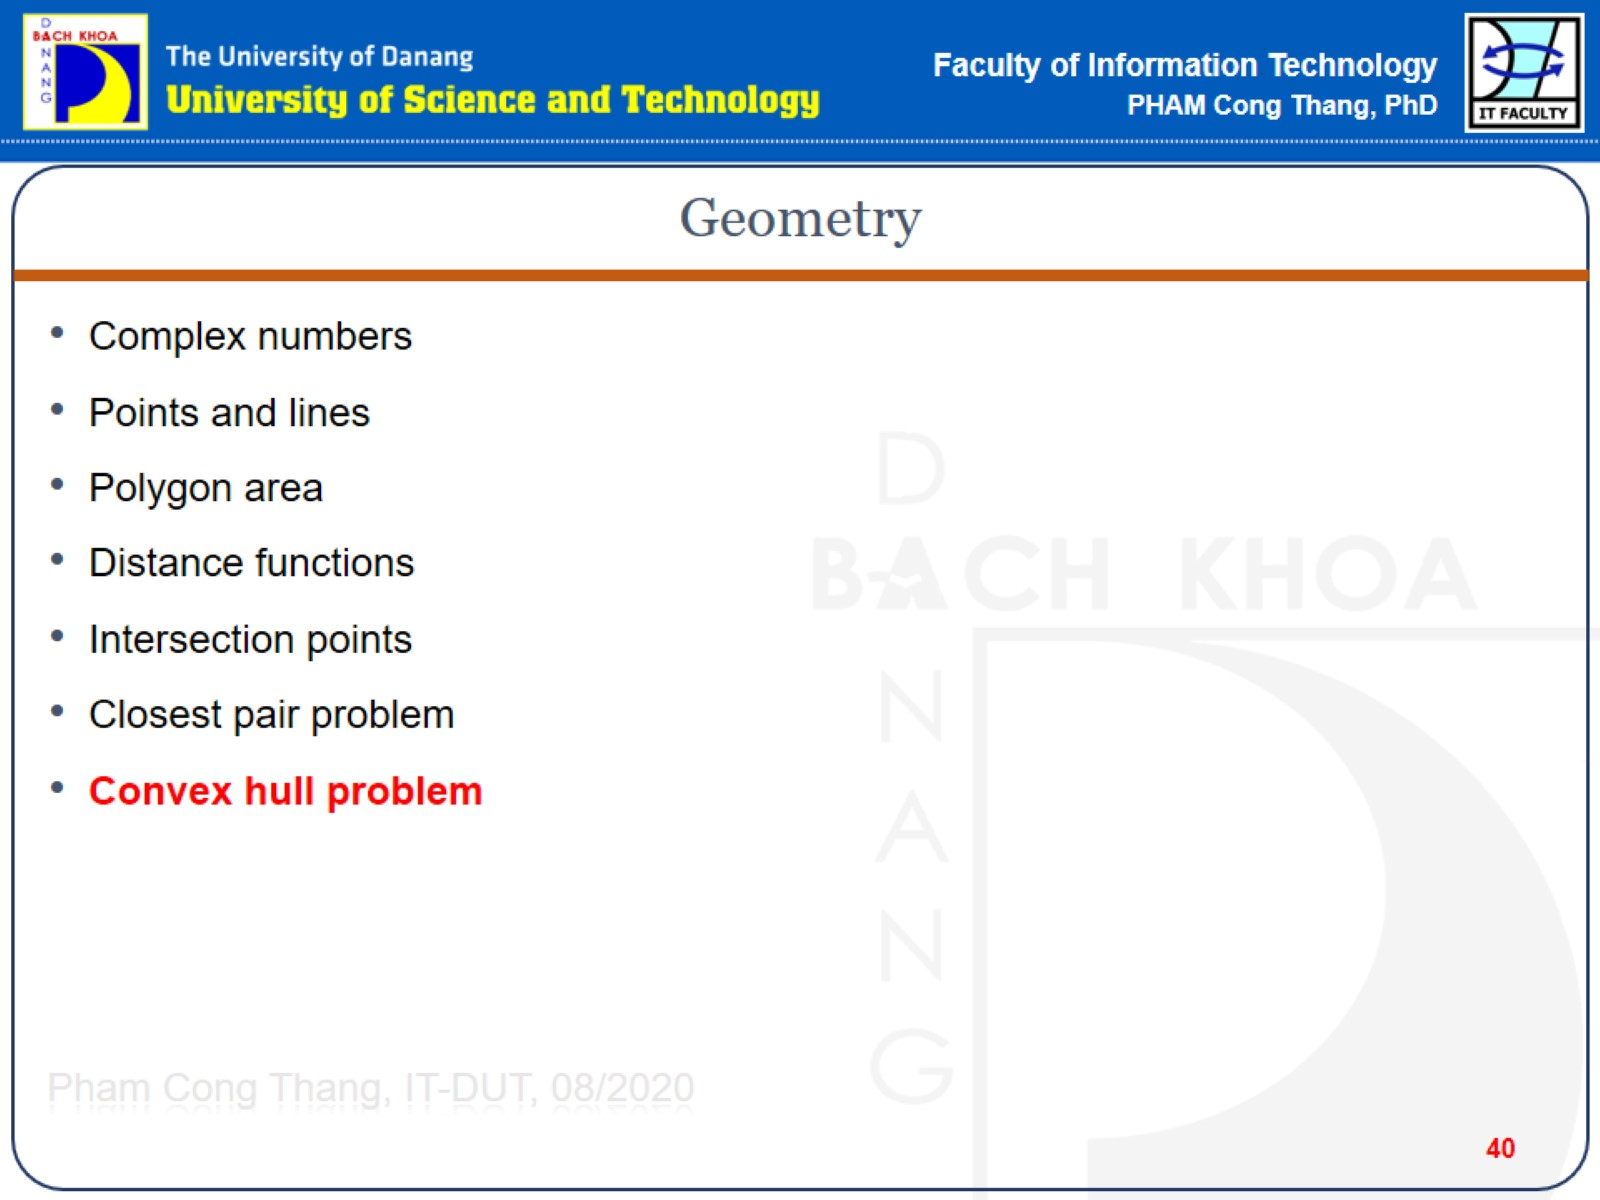 D
BACH KHOA
N
A
N
G
The University of Danang
University of Science and Technology
Faculty of Information Technology
PHAM Cong Thang, PhD
IT FACULTY
Geometry
• Complex numbers
• Points and lines
• Polygon area
• Distance functions
• Intersection points
• Closest pair problem
• Convex hull problem
D
BACH KHOA
N
A
N
G
Pham Cong Thang, IT-DUT, 08/2020
40